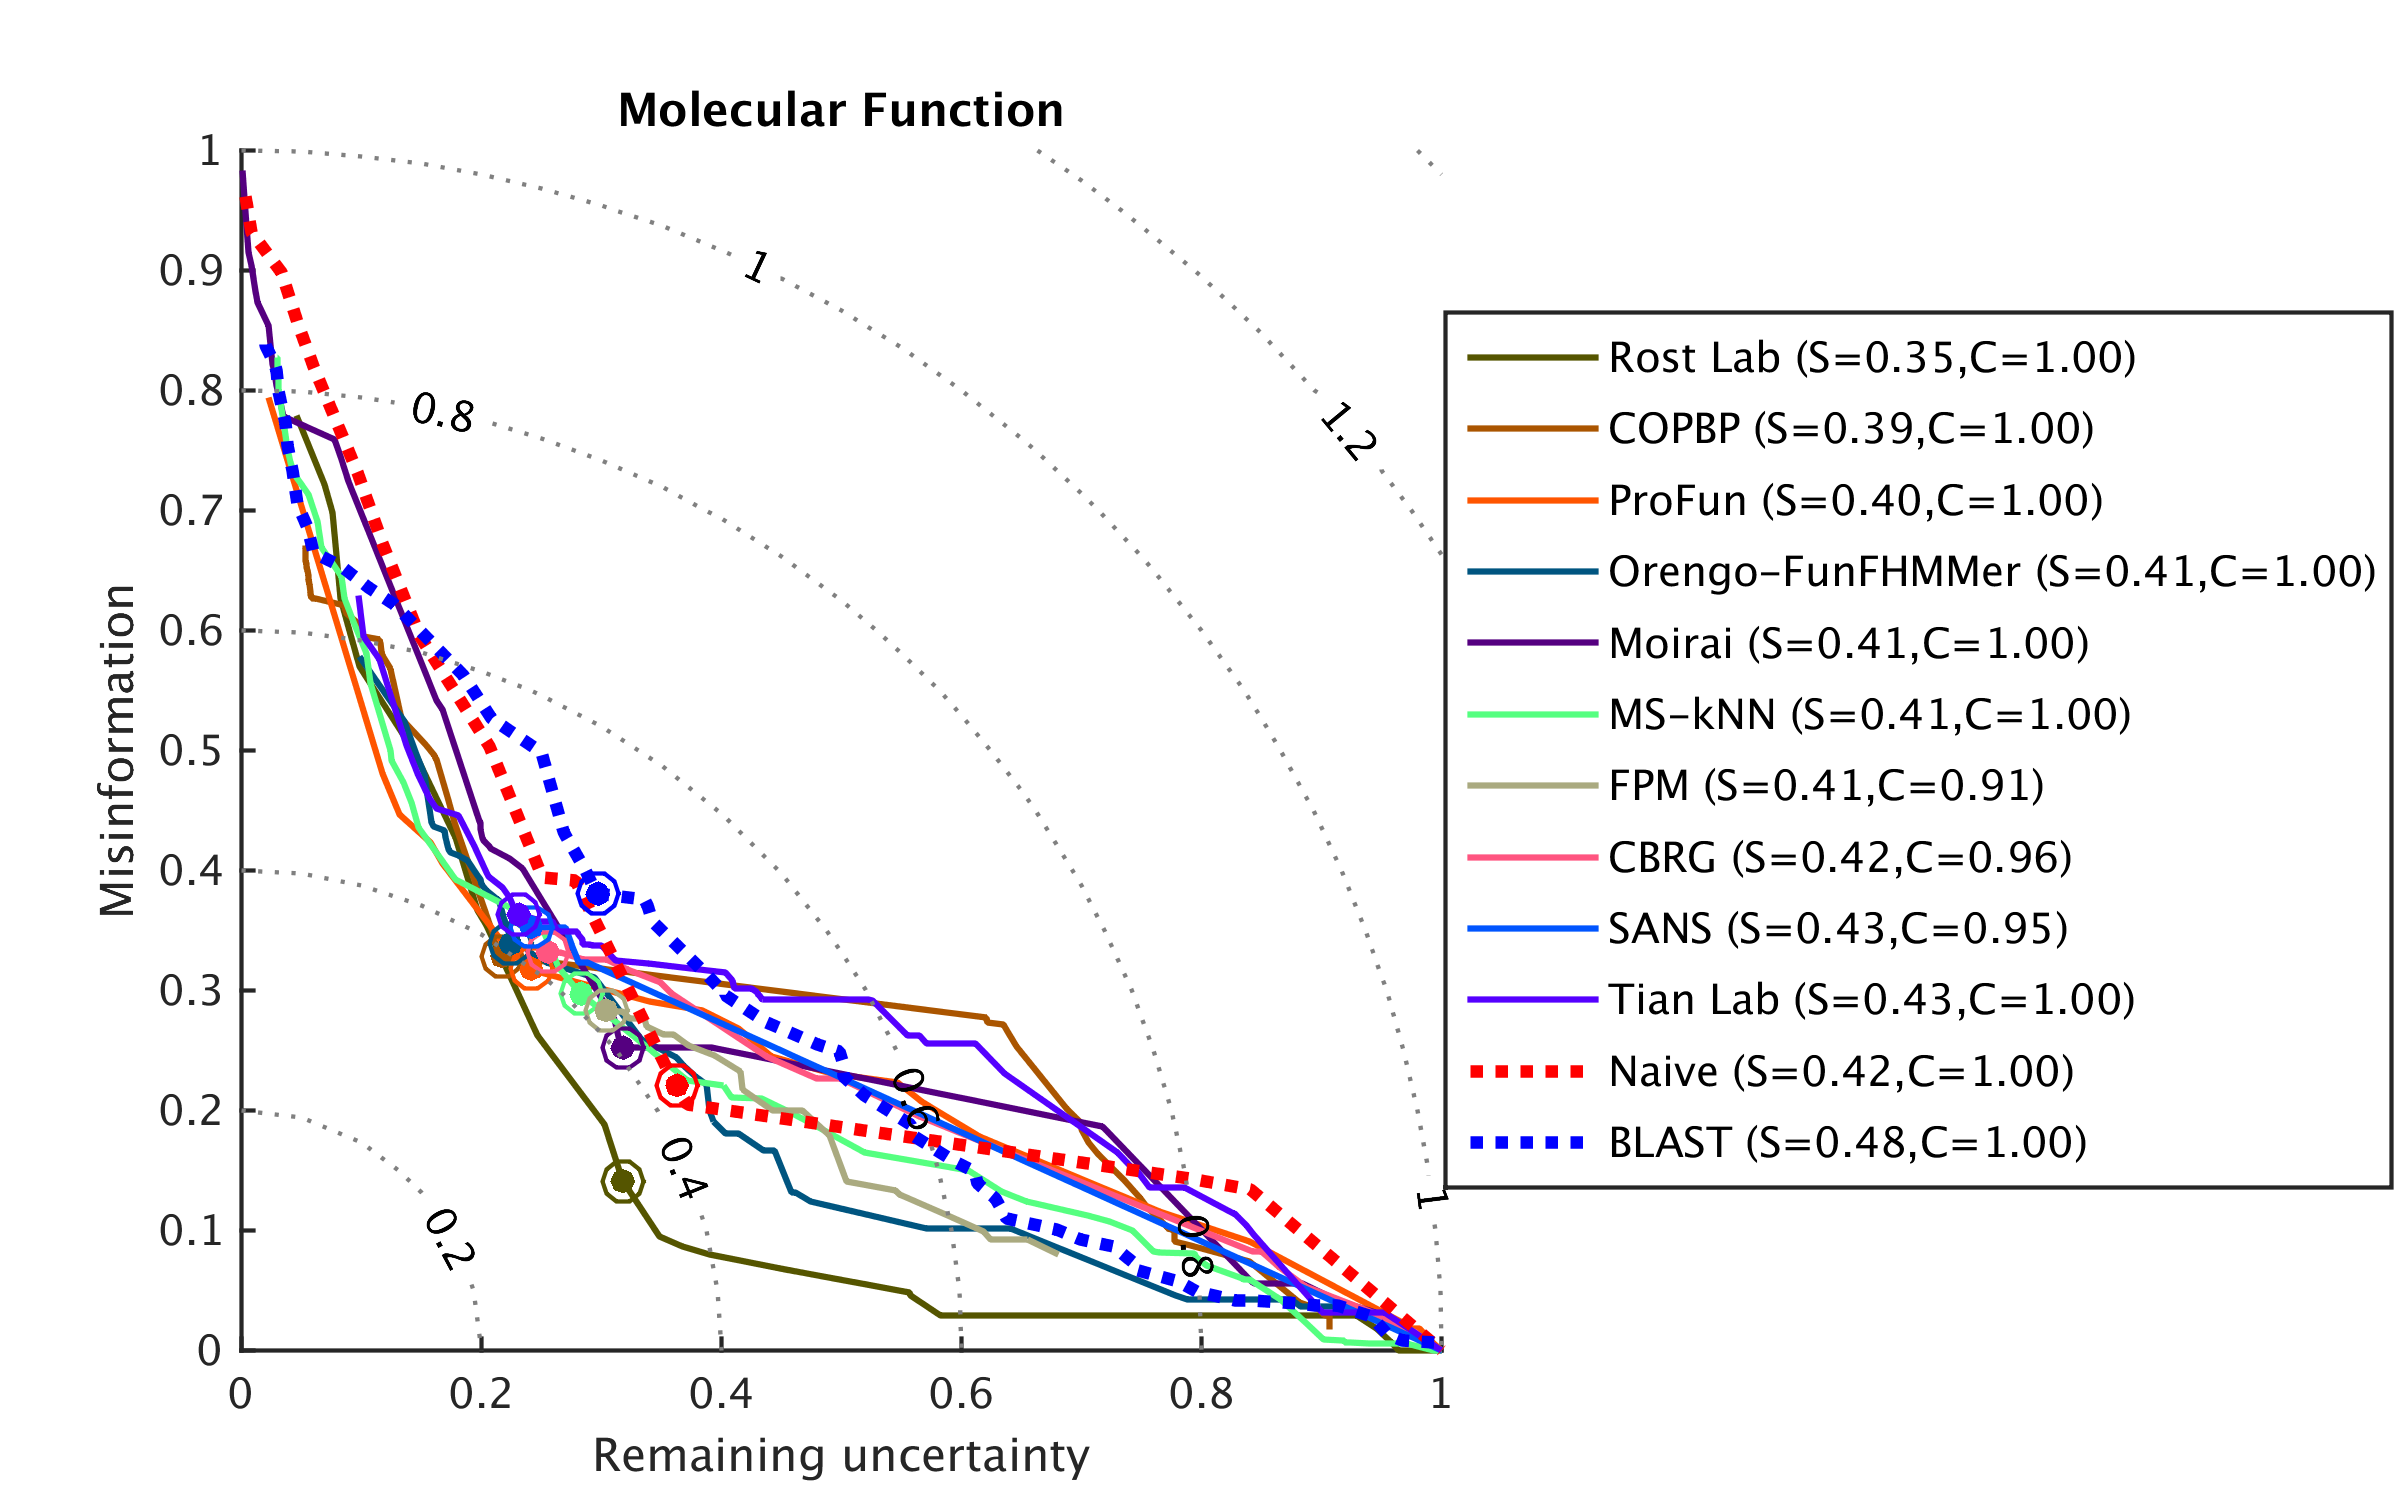 Molecular Function
1
0.9
0.8
0.7
0.6
0.5
0.4
0.3
0.2
0.1
0
Misinformation
0
0.2
0.4
0.6
0.8
1
Remaining uncertainty
1
0.8
1.2
0.6
0.4
0.2
0.8
1
Rost Lab (S=0.35,C=1.00)
COPBP (S=0.39,C=1.00)
ProFun (S=0.40,C=1.00)
Orengo-FunFHMMer (S=0.41,C=1.00)
Moirai (S=0.41,C=1.00)
MS-kNN (S=0.41,C=1.00)
FPM (S=0.41,C=0.91)
CBRG (S=0.42,C=0.96)
SANS (S=0.43,C=0.95)
Tian Lab (S=0.43,C=1.00)
Naive (S=0.42,C=1.00)
BLAST (S=0.48,C=1.00)